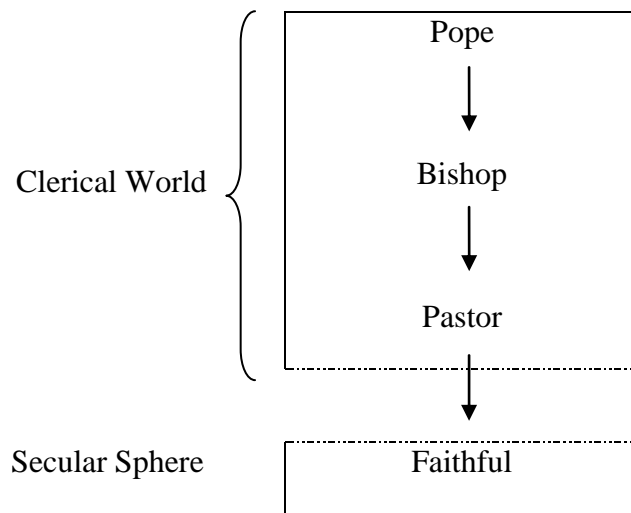 Pope
Clerical World
Bishop
Pastor
Secular Sphere
Faithful